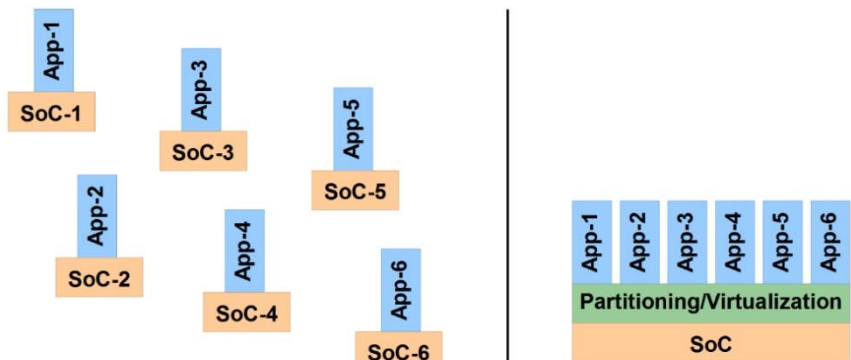 App-1
SoC-1
App-3
SoC-3
App-5
SoC-5
App-2
SoC-2
App-4
SoC-4
App-6
SoC-6
App-1
App-2
App-3
App-4
App-5
App-6
Partitioning/Virtualization
SoC